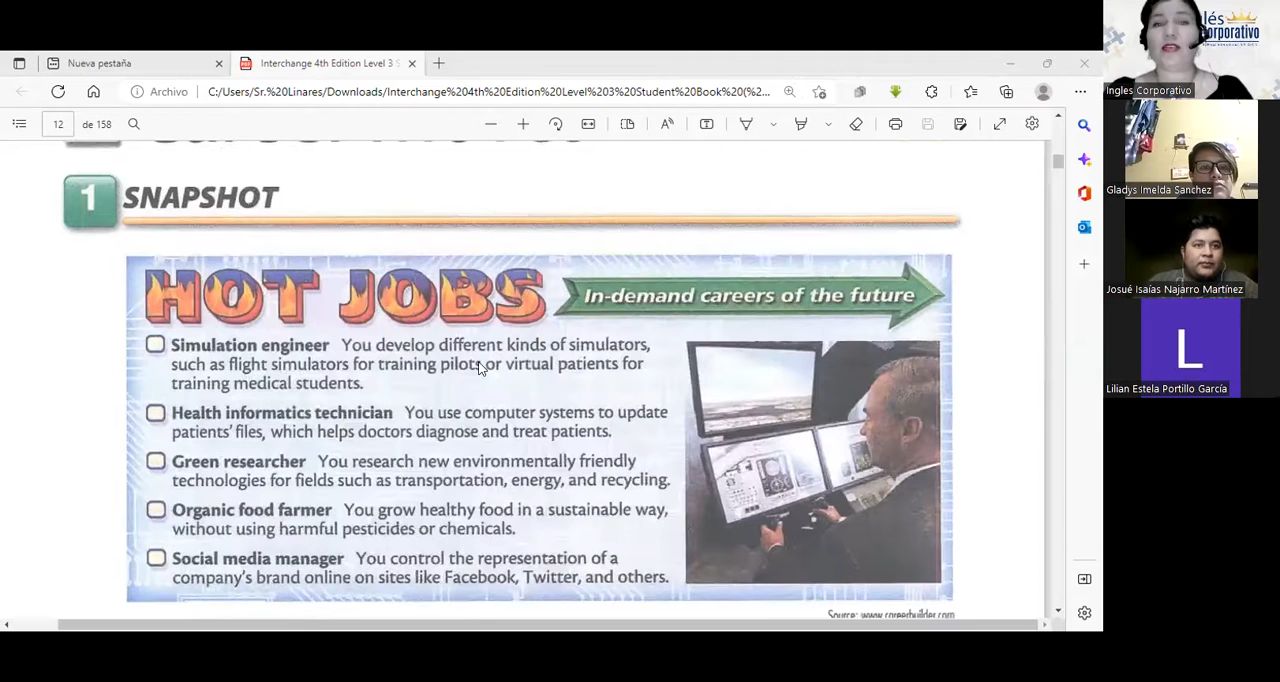 Nueva pestaña
Interchange 4th Edition Level 3 S
Archivo
C:/Users/Sr.%20Linares/Downloads/Interchange%204th%20Edition%20Level%203%20Student%20Book%20(%2...
12
de 158
1 SNAPSHOT
HOT JOBS
In-demand careers of the future
Simulation engineer You develop different kinds of simulators,
such as flight simulators for training pilots or virtual patients for
training medical students.
Health informatics technician You use computer systems to update
patients' files, which helps doctors diagnose and treat patients.
Green researcher You research new environmentally friendly
technologies for fields such as transportation, energy, and recycling.
Organic food farmer You grow healthy food in a sustainable way,
without using harmful pesticides or chemicals.
Social media manager You control the representation of a
company's brand online on sites like Facebook, Twitter, and others.
Source: www.careerbuilder.com
lés
orporativo
Ingles Corporativo
Gladys Imelda Sanchez
Josué Isaías Najarro Martínez
L
Lilian Estela Portillo García